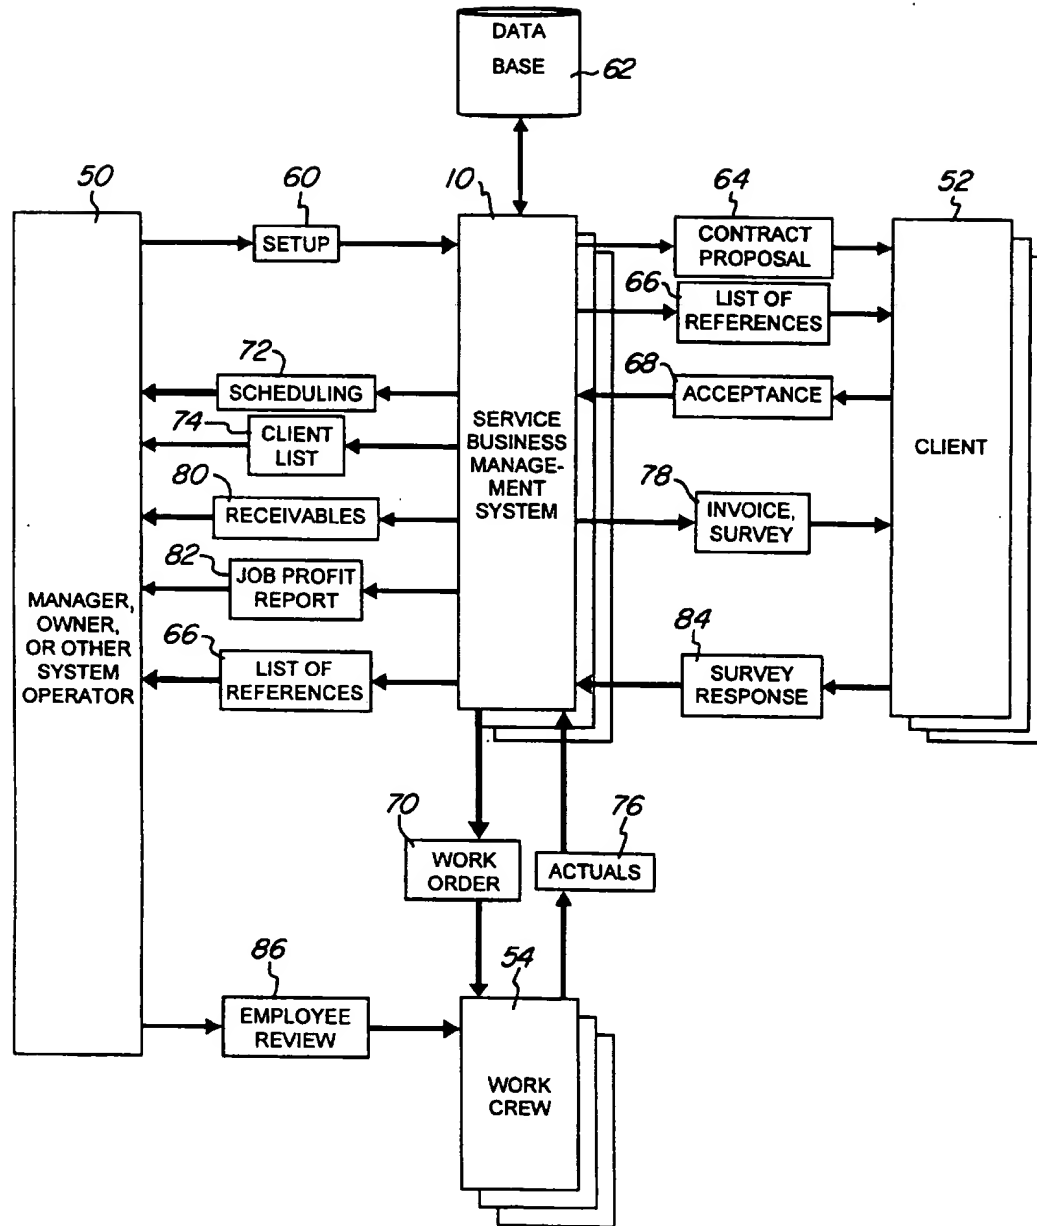 DATA
BASE
62
50
60
10
64
52
SETUP
CONTRACT
PROPOSAL
66
LIST OF
REFERENCES
72
SCHEDULING
68
ACCEPTANCE
74
CLIENT
LIST
SERVICE
BUSINESS
MANAGE-
MENT
SYSTEM
CLIENT
80
RECEIVABLES
78
INVOICE,
SURVEY
82
JOB PROFIT
REPORT
MANAGER,
OWNER,
OR OTHER
SYSTEM
OPERATOR
66
LIST OF
REFERENCES
84
SURVEY
RESPONSE
70
WORK
ORDER
76
ACTUALS
86
EMPLOYEE
REVIEW
54
WORK
CREW